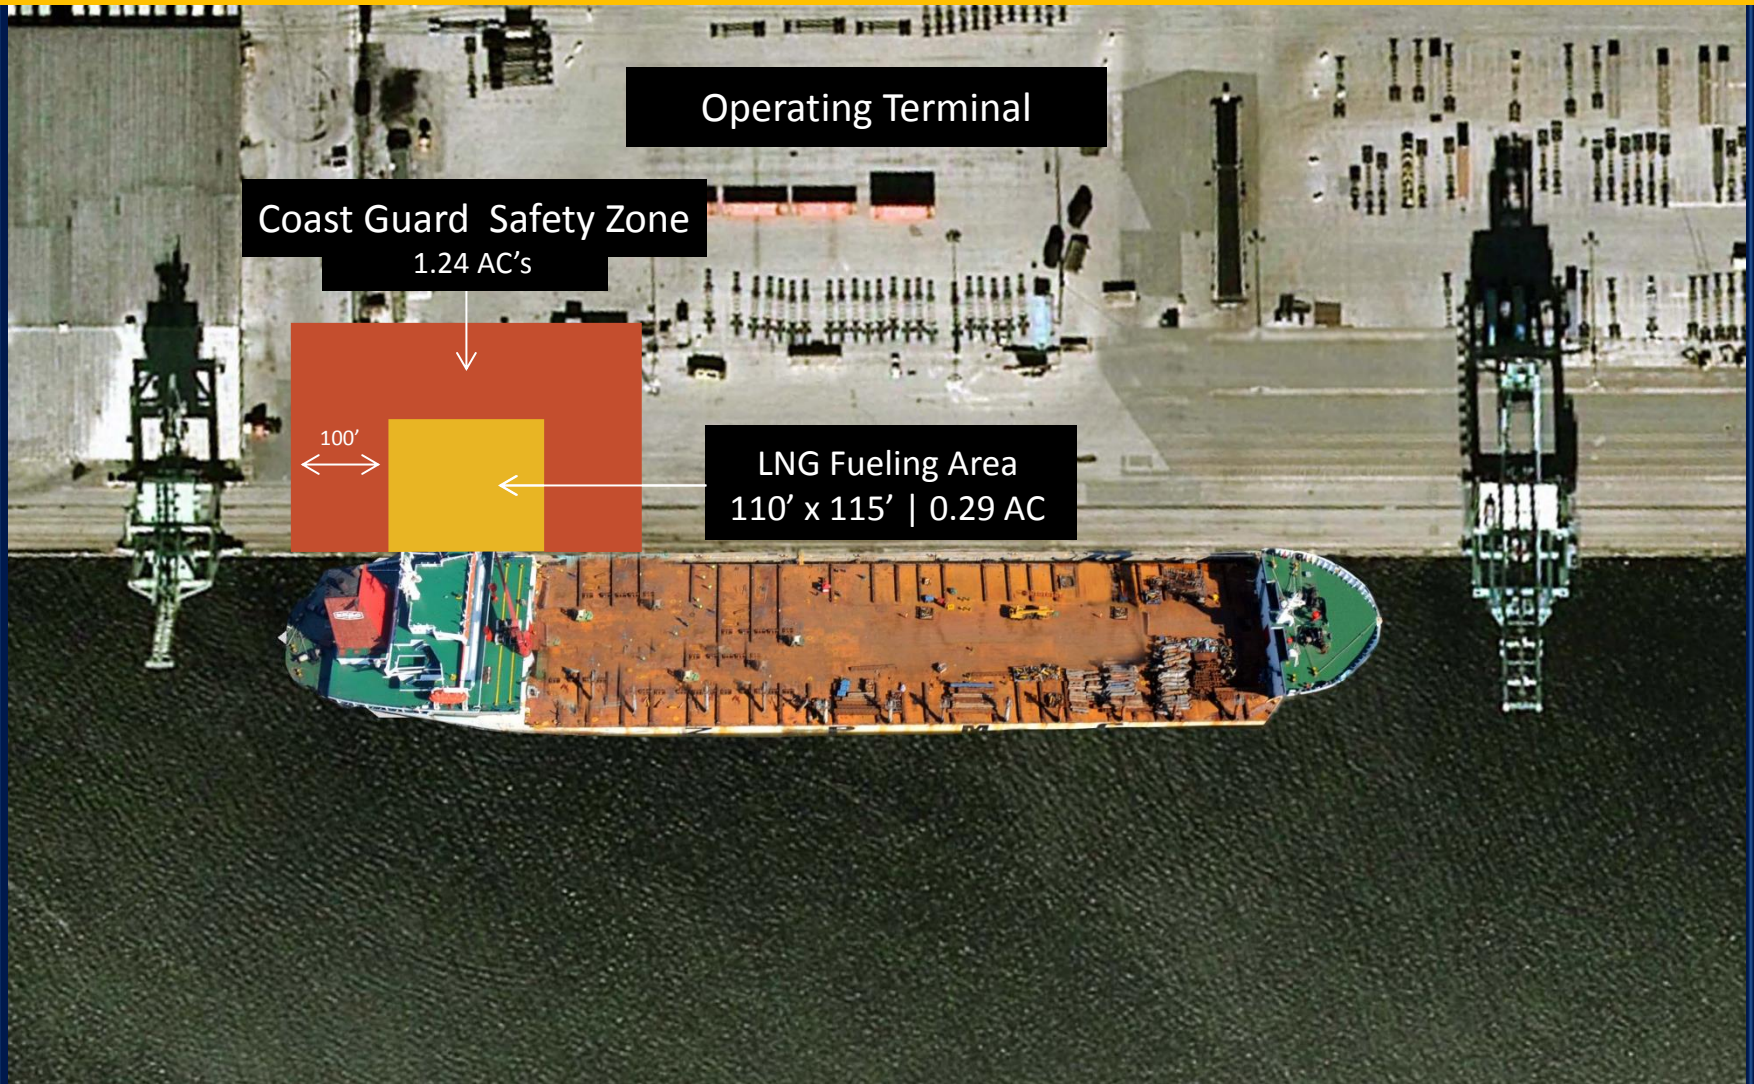 Operating Terminal
Coast Guard  Safety Zone
1.24 AC’s
100’
LNG Fueling Area
110’ x 115’ | 0.29 AC